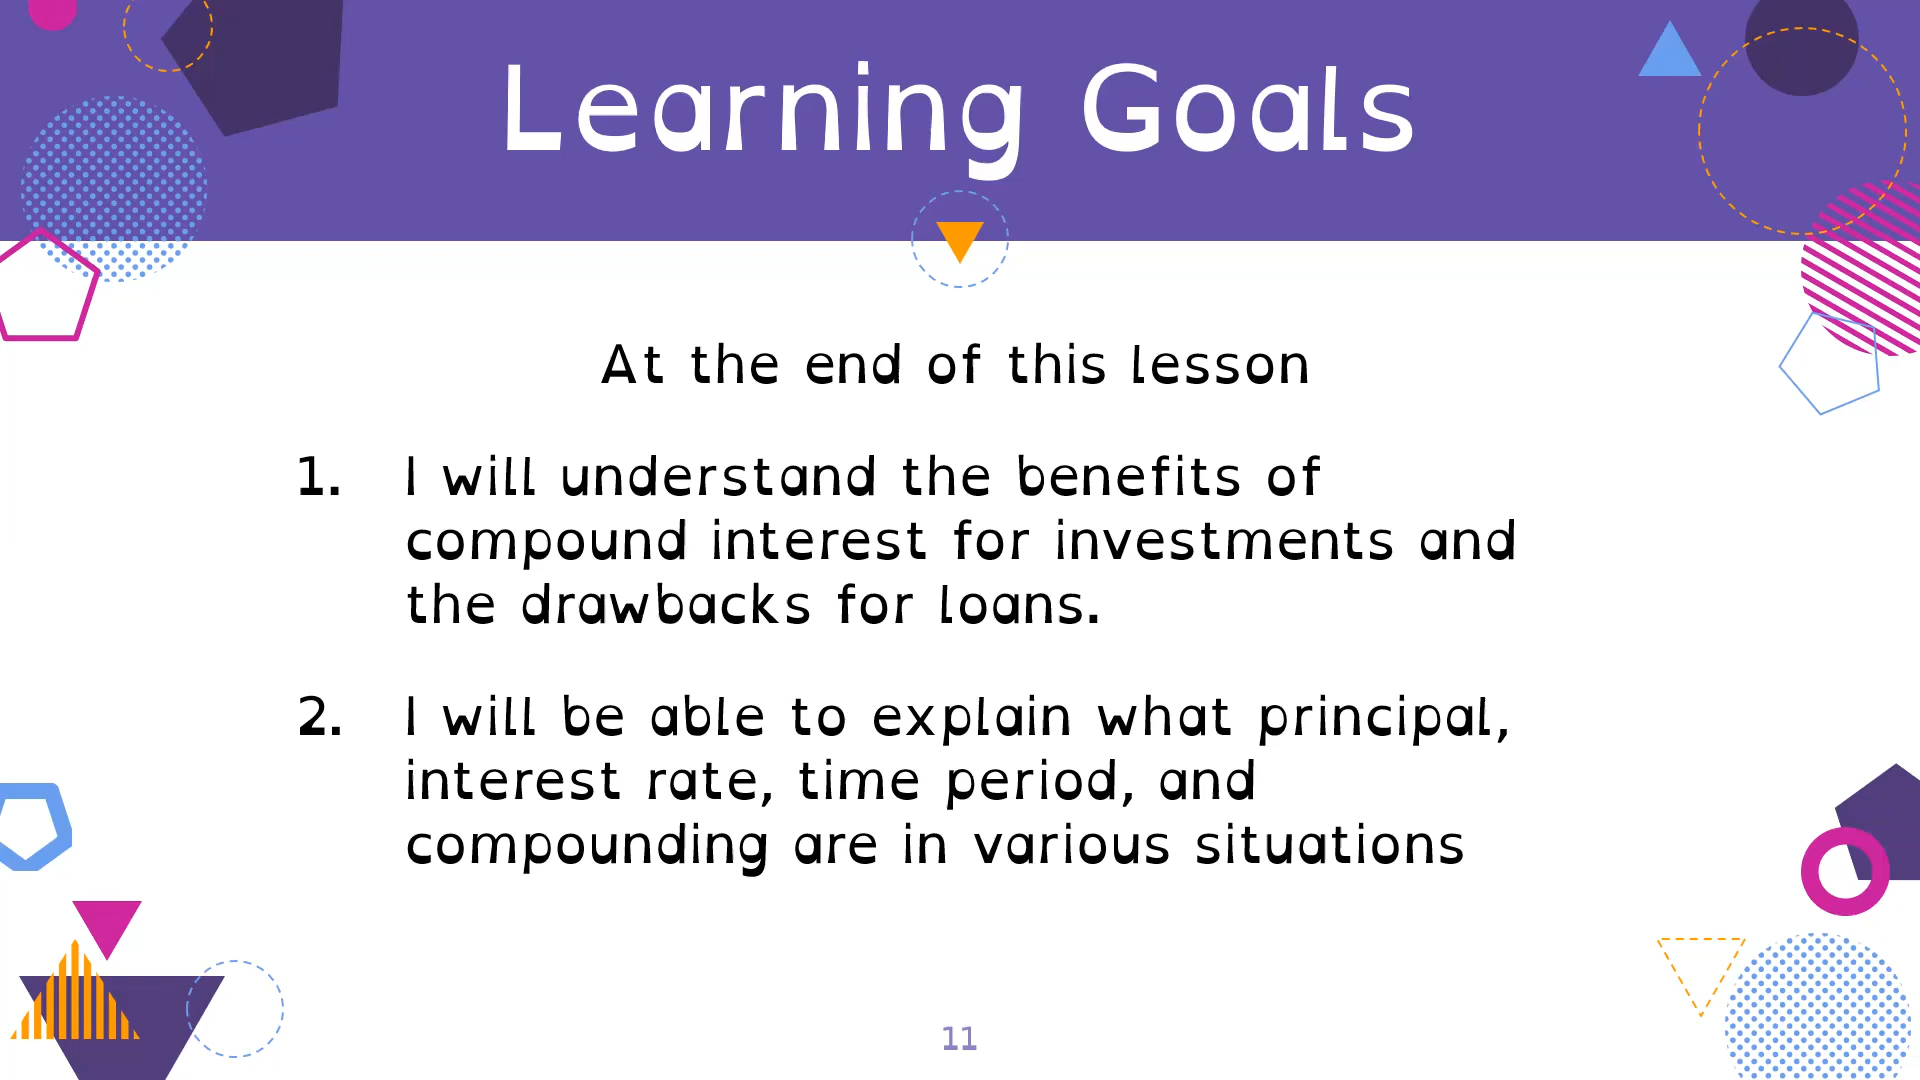 Learning Goals
At the end of this lesson
1. I will understand the benefits of
compound interest for investments and
the drawbacks for loans.
2. I will be able to explain what principal,
interest rate, time period, and
compounding are in various situations
11